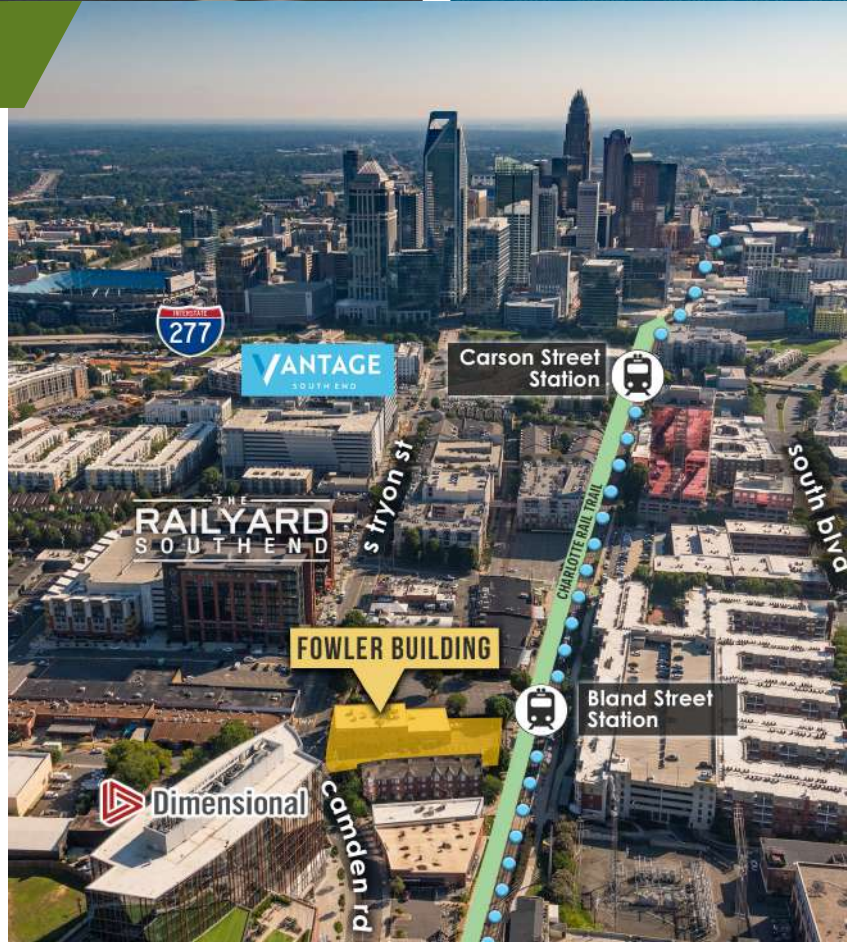 INTERSTATE
277
VANTAGE
SOUTH END
Carson Street
Station
s tryon st
south blvd
THE
RAILYARD
SOUTHEND
CHARLOTTE RAIL TRAIL
FOWLER BUILDING
Bland Street
Station
Dimensional
camden rd